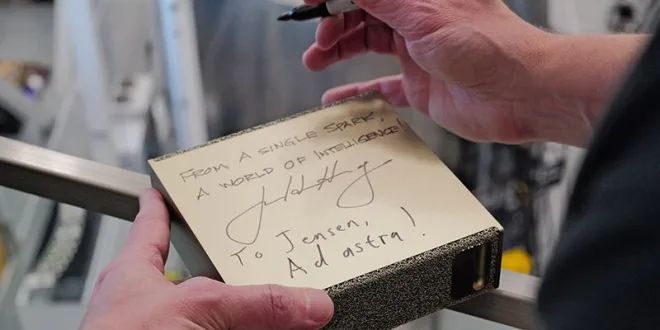 FROM A SINGLE SPARK,
A WORLD OF INTELLIGENCE!
To Jensen,
Ad astra!